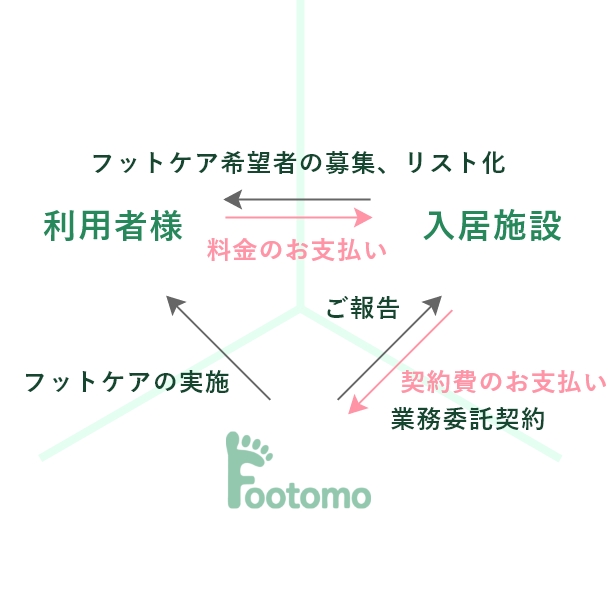 フットケア希望者の募集、リスト化
利用者様
入居施設
料金のお支払い
ご報告
フットケアの実施
契約費のお支払い
業務委託契約
Footomo